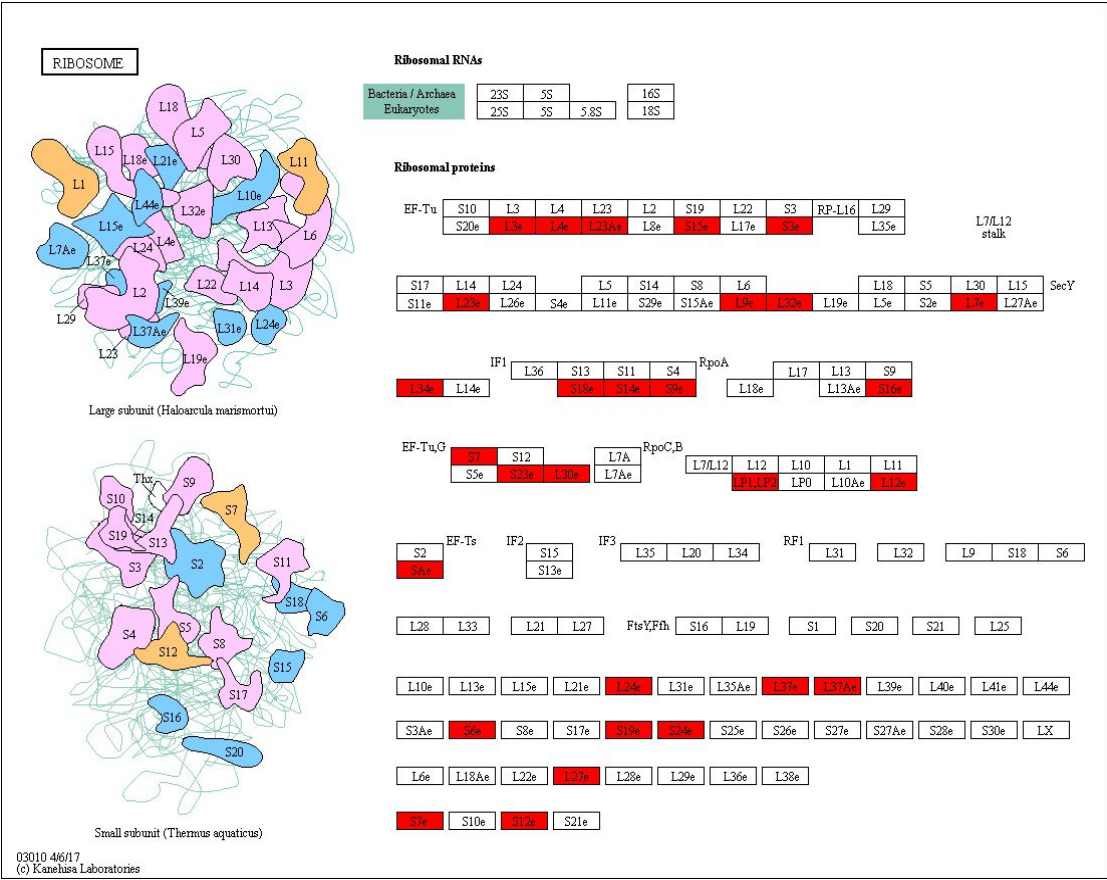 RIBOSOME
L18
L5
L15
L18e
L21e
L30
L11
L1
L44e
L10e
L32e
L15e
L13
L6
L7Ae
L24
L4e
L37e
L22
L14
L3
L2
L39e
L29
L37Ae
L31e
L24e
L23
L19e
Large subunit (Haloarcula marismortui)
Thx
S9
S10
S7
S14
S19
S13
S3
S2
S11
S18
S6
S4
S5
S8
S12
S15
S17
S16
S20
Small subunit (Thermus aquaticus)
03010 4/6/17
(c) Kanehisa Laboratories
Ribosomal RNAs
Bacteria / Archaea 23S 5S 16S
Eukaryotes 25S 5S 5.8S 18S
Ribosomal proteins
EF-Tu S10 L3 L4 L23 L2 S19 L22 S3 RP-L16 L29
S20e L3e L4e L23Ae L8e S15e L17e S3e L35e
L7/L12
stalk
S17 L14 L24 L5 S14 S8 L6 L18 S5 L30 L15 SecY
S11e L23e L26e S4e L11e S29e S15Ae L9e L32e L19e L5e S2e L7e L27Ae
IF1 L36 S13 S11 S4 RpoA L17 L13 S9
L34e L14e S18e S14e S9e L18e L13Ae S16e
EF-Tu,G S7 S12 L7A RpoC,B L7/L12 L12 L10 L1 L11
S5e S23e L30e L7Ae LP1,LP2 LP0 L10Ae L12e
S2 EF-Ts IF2 S15 IF3 L35 L20 L34 RF1 L31 L32 L9 S18 S6
SAe S13e
L28 L33 L21 L27 FtsY,Ffh S16 L19 S1 S20 S21 L25
L10e L13e L15e L21e L24e L31e L35Ae L37e L37Ae L39e L40e L41e L44e
S3Ae S6e S8e S17e S19e S24e S25e S26e S27e S27Ae S28e S30e LX
L6e L18Ae L22e L27e L28e L29e L36e L38e
S7e S10e S12e S21e